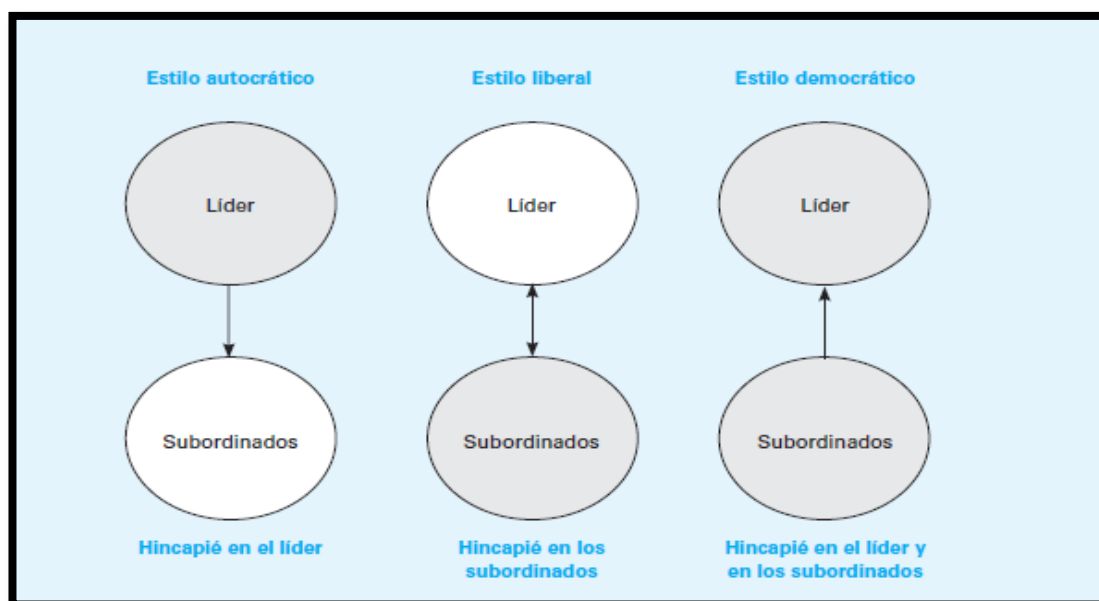 Estilo autocrático
Estilo liberal
Estilo democrático
Líder
Líder
Líder
Subordinados
Subordinados
Subordinados
Hincapié en el líder
Hincapié en los
subordinados
Hincapié en el líder y
en los subordinados